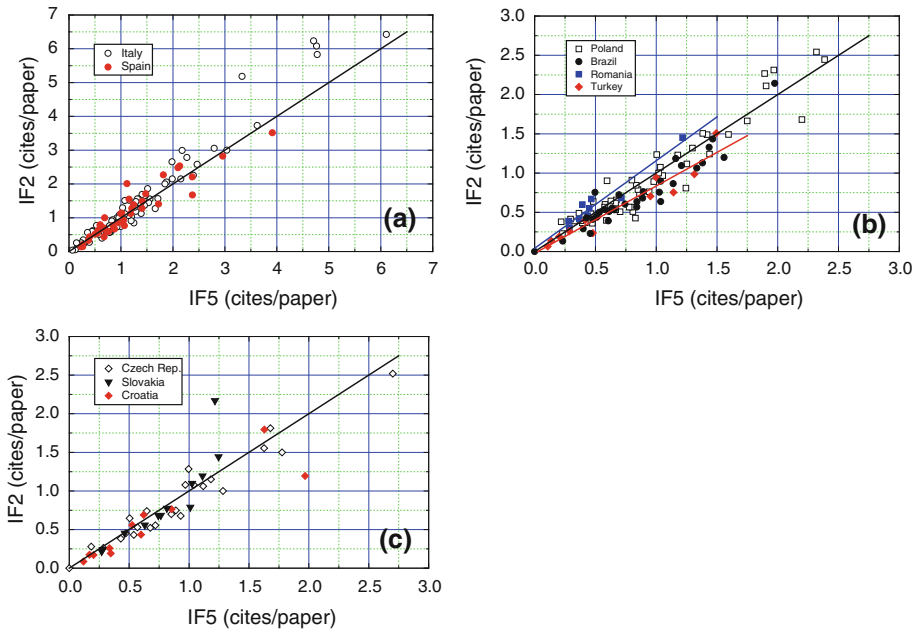 7
6
5
4
3
2
1
0
IF2 (cites/paper)
Italy
Spain
(a)
0 1 2 3 4 5 6 7
IF5 (cites/paper)
3.0
2.5
2.0
1.5
1.0
0.5
0.0
IF2 (cites/paper)
Poland
Brazil
Romania
Turkey
(b)
0.0 0.5 1.0 1.5 2.0 2.5 3.0
IF5 (cites/paper)
3.0
2.5
2.0
1.5
1.0
0.5
0.0
IF2 (cites/paper)
Czech Rep.
Slovakia
Croatia
(c)
0.0 0.5 1.0 1.5 2.0 2.5 3.0
IF5 (cites/paper)